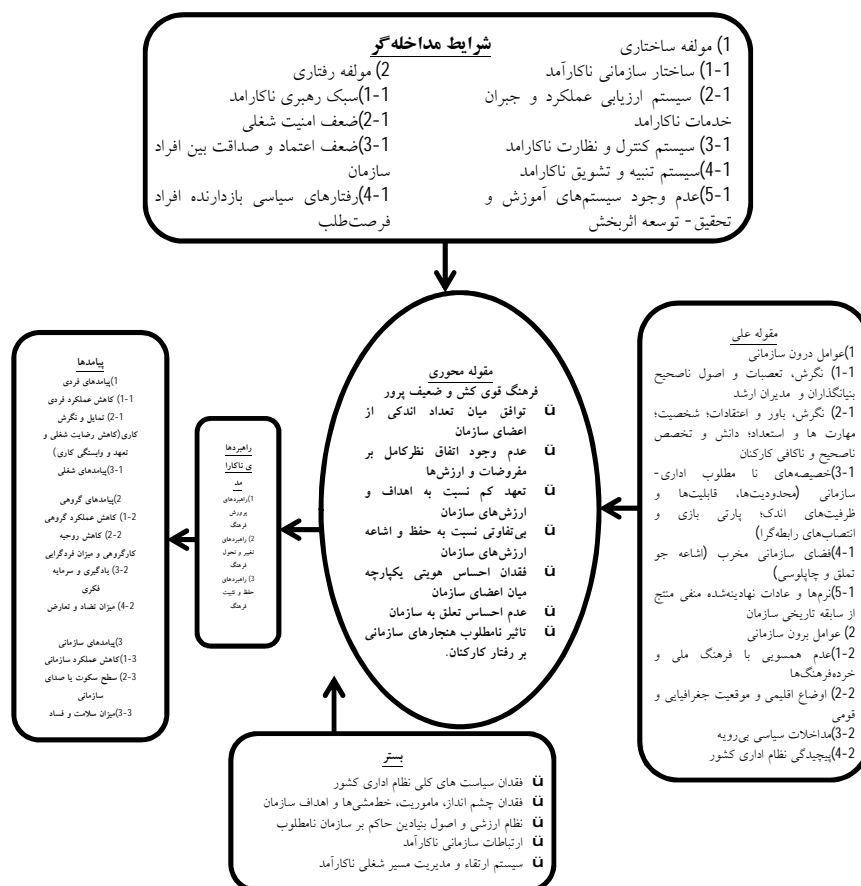 شرایط مداخله‌گر
1) مولفه ساختاری
1-1) ساختار سازمانی ناکارآمد
2-1) سیستم ارزیابی عملکرد و جبران
خدمات ناکارامد
3-1) سیستم کنترل و نظارت ناکارامد
4-1)سیستم تنبیه و تشویق ناکارامد
5-1)عدم وجود سیستم‌های آموزش و
تحقیق - توسعه اثربخش
2) مولفه رفتاری
1-1)سبک رهبری ناکارامد
2-1)ضعف امنیت شغلی
3-1)ضعف اعتماد و صداقت بین افراد
سازمان
4-1)رفتارهای سیاسی بازدارنده افراد
فرصت‌طلب
مقوله علی
1)عوامل درون سازمانی
1-1) نگرش، تعصبات و اصول ناصحیح
بنیانگذاران و مدیران ارشد
2-1) نگرش، باور و اعتقادات؛ شخصیت؛
مهارت ها و استعداد؛ دانش و تخصص
ناصحیح و ناکافی کارکنان
3-1)خصیصه‌های نا مطلوب اداری-
سازمانی (محدودیت‌ها، قابلیت‌ها و
ظرفیت‌های اندک؛ پارتی بازی و
انتصاب‌های رابطه‌گرا)
4-1)فضای سازمانی مخرب (اشاعه جو
تملق و چاپلوسی)
5-1)نرم‌ها و عادات نهادینه‌شده منفی منتج
از سابقه تاریخی سازمان
2) عوامل برون سازمانی
1-2)عدم همسویی با فرهنگ ملی و
خرده‌فرهنگ‌ها
2-2) اوضاع اقلیمی و موقعیت جغرافیایی و
قومی
3-2)مداخلات سیاسی بی‌رویه
4-2)پیچیدگی نظام اداری کشور
مقوله محوری
فرهنگ قوی کش و ضعیف پرور
ü توافق میان تعداد اندکی از
اعضای سازمان
ü عدم وجود اتفاق نظرکامل بر
مفروضات و ارزش‌ها
ü تعهد کم نسبت به اهداف و
ارزش‌های سازمان
ü بی‌تفاوتی نسبت به حفظ و اشاعه
ارزش‌های سازمان
ü فقدان احساس هویتی یکپارچه
میان اعضای سازمان
ü عدم احساس تعلق به سازمان
ü تاثیر نامطلوب هنجارهای سازمانی
بر رفتار کارکنان.
راهبردها
ی ناکارا
مد
1)راهبردهای
پرورش
فرهنگ
2) راهبردهای
تغییر و تحول
فرهنگ
3) راهبردهای
حفظ و تثبیت
فرهنگ
پیامدها
1)پیامدهای فردی
1-1) کاهش عملکرد فردی
2-1) تمایل و نگرش
کاری(کاهش رضایت شغلی و
تعهد و وابستگی کاری)
3-1)پیامدهای شغلی
2)پیامدهای گروهی
1-2) کاهش عملکرد گروهی
2-2) کاهش روحیه
کارگروهی و میزان فردگرایی
3-2) یادگیری و سرمایه
فکری
4-2) میزان تضاد و تعارض
3)پیامدهای سازمانی
1-3)کاهش عملکرد سازمانی
2-3) سطح سکوت یا صدای
سازمانی
3-3)میزان سلامت و فساد
بستر
ü فقدان سیاست های کلی نظام اداری کشور
ü فقدان چشم انداز، ماموریت، خط‌مشی‌ها و اهداف سازمان
ü نظام ارزشی و اصول بنیادین حاکم بر سازمان نامطلوب
ü ارتباطات سازمانی ناکارآمد
ü سیستم ارتقاء و مدیریت مسیر شغلی ناکارآمد